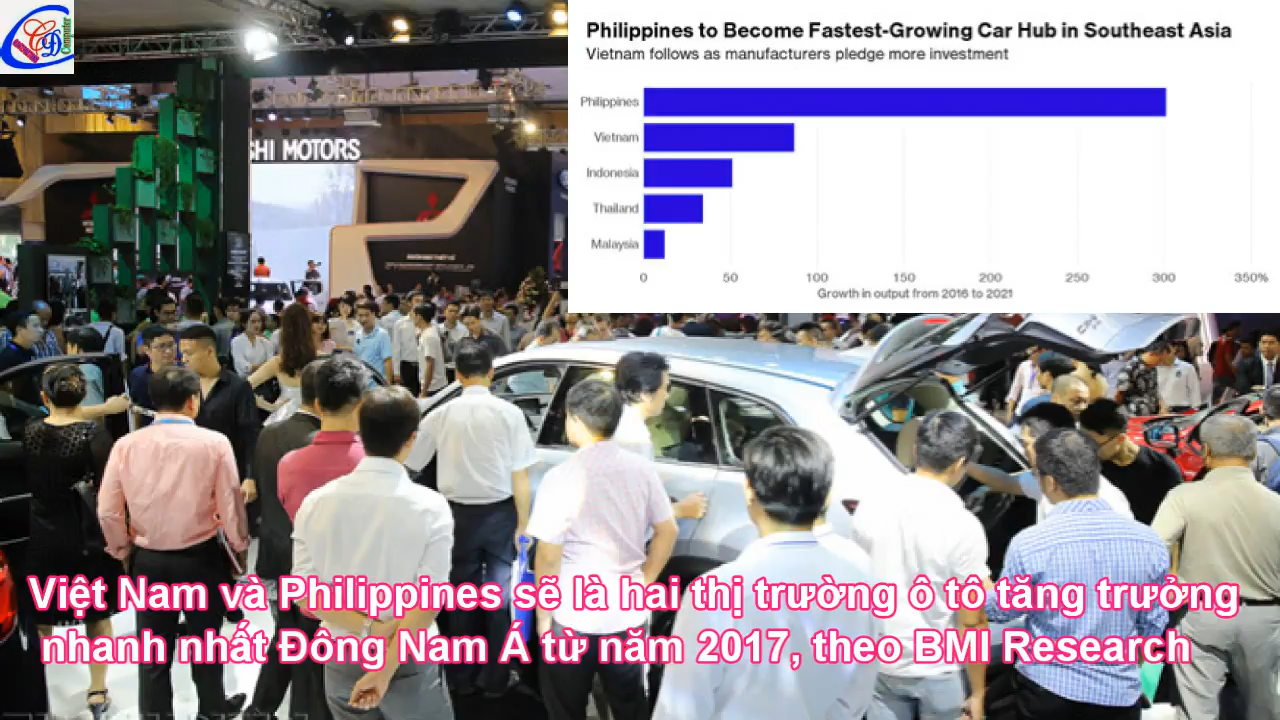 Computer
Philippines to Become Fastest-Growing Car Hub in Southeast Asia
Vietnam follows as manufacturers pledge more investment
Philippines
Vietnam
Indonesia
Thailand
Malaysia
0 50 100 150 200 250 300 350%
Growth in output from 2016 to 2021
SHI MOTORS
Việt Nam và Philippines sẽ là hai thị trường ô tô tăng trưởng
nhanh nhất Đông Nam Á từ năm 2017, theo BMI Research